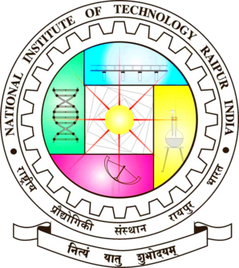 • NATIONAL INSTITUTE OF TECHNOLOGY RAIPUR INDIA •
राष्ट्रीय प्रौद्योगिकी संस्थान रायपुर भारत
नित्यं यातु शुभोदयम्